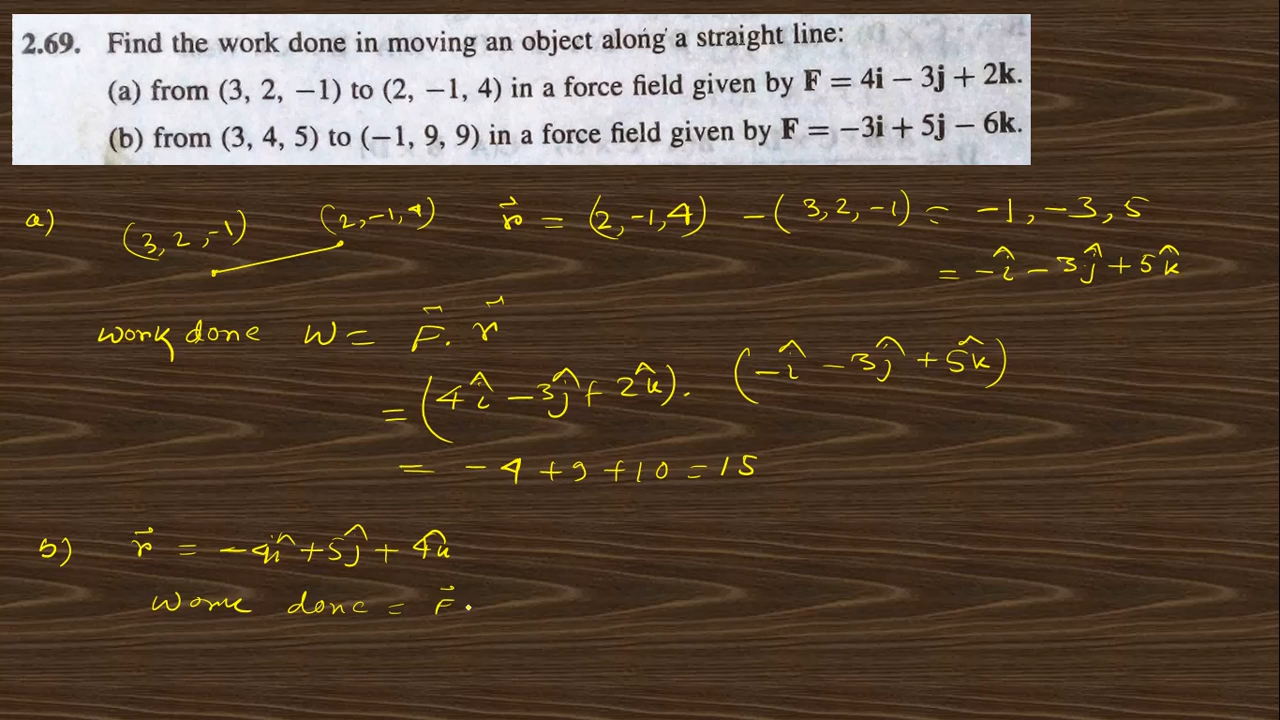 2.69. Find the work done in moving an object along a straight line:
(a) from (3, 2, −1) to (2, −1, 4) in a force field given by F = 4i − 3j + 2k.
(b) from (3, 4, 5) to (−1, 9, 9) in a force field given by F = −3i + 5j − 6k.
a) (3, 2, -1) (2, -1, 4) r⃗ = (2, -1, 4) - (3, 2, -1) = -1, -3, 5
= -î - 3ĵ + 5k̂
work done W = F⃗. r⃗
= (4î - 3ĵ + 2k̂). (-î - 3ĵ + 5k̂)
= -4 + 9 + 10 = 15
b) r⃗ = -4î + 5ĵ + 4k̂
Work done = F⃗.